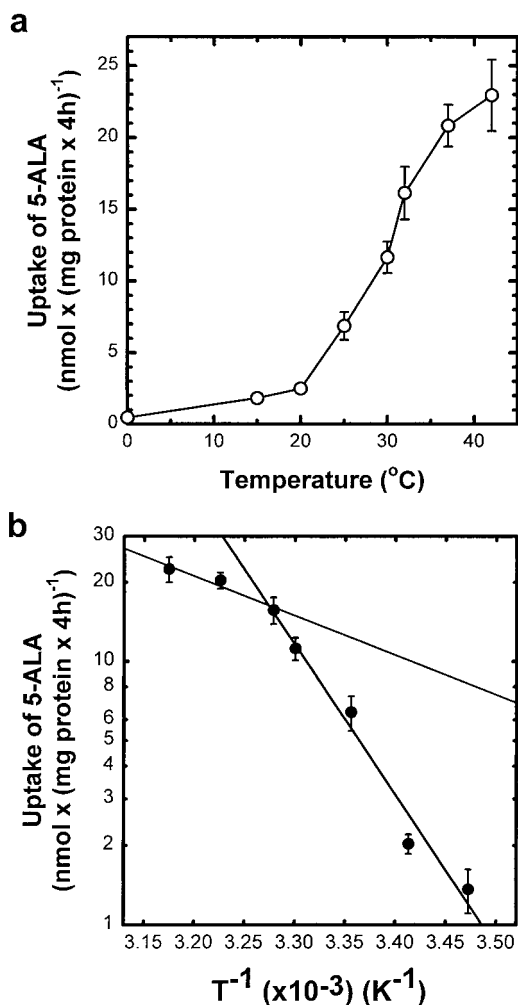 a
Uptake of 5-ALA
(nmol x (mg protein x 4h)-1
25
20
15
10
5
0
0 10 20 30 40
Temperature (oC)
b
Uptake of 5-ALA
(nmol x (mg protein x 4h)-1
30
20
10
8
6
5
4
3
2
1
3.15 3.20 3.25 3.30 3.35 3.40 3.45 3.50
T-1 (x10-3) (K-1)